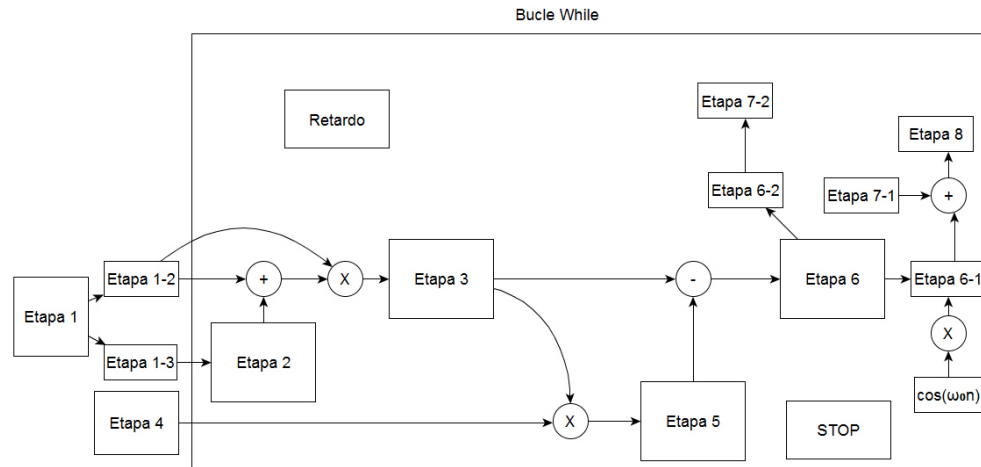 Bucle While
Retardo
Etapa 7-2
Etapa 8
Etapa 6-2
Etapa 7-1
+
Etapa 1
Etapa 1-2
+
X
Etapa 3
-
Etapa 6
Etapa 6-1
X
Etapa 1-3
Etapa 2
cos(ω₀n)
Etapa 4
X
Etapa 5
STOP